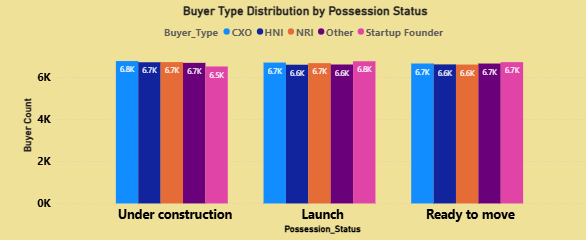 Buyer Type Distribution by Possession Status
Buyer_Type CXO HNI NRI Other Startup Founder
6.8K 6.7K 6.7K 6.7K 6.5K 6.7K 6.6K 6.7K 6.6K 6.8K 6.7K 6.6K 6.6K 6.7K 6.7K
6K
4K
2K
0K
Buyer Count
Under construction Launch Ready to move
Possession_Status